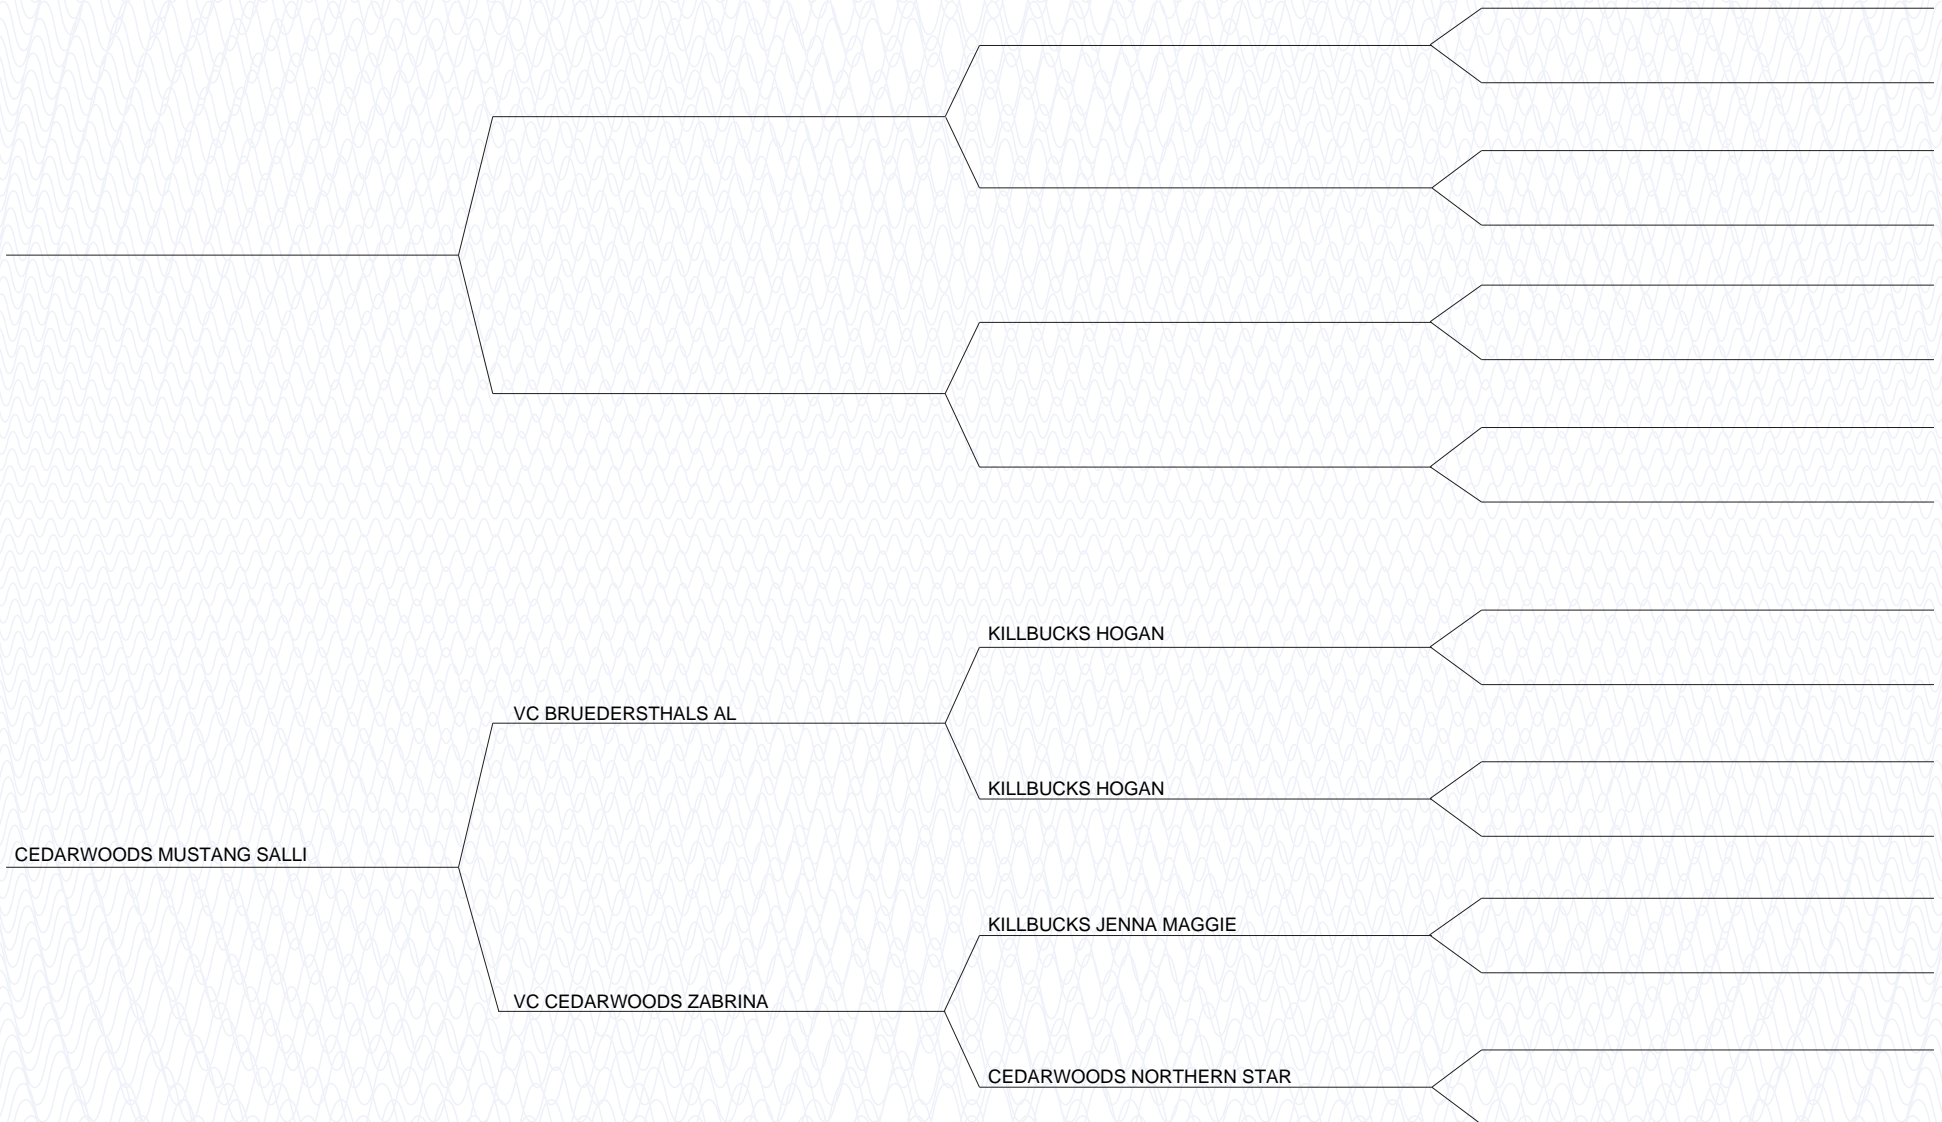 KILLBUCKS HOGAN
VC BRUEDERSTHALS AL
KILLBUCKS HOGAN
CEDARWOODS MUSTANG SALLI
KILLBUCKS JENNA MAGGIE
VC CEDARWOODS ZABRINA
CEDARWOODS NORTHERN STAR